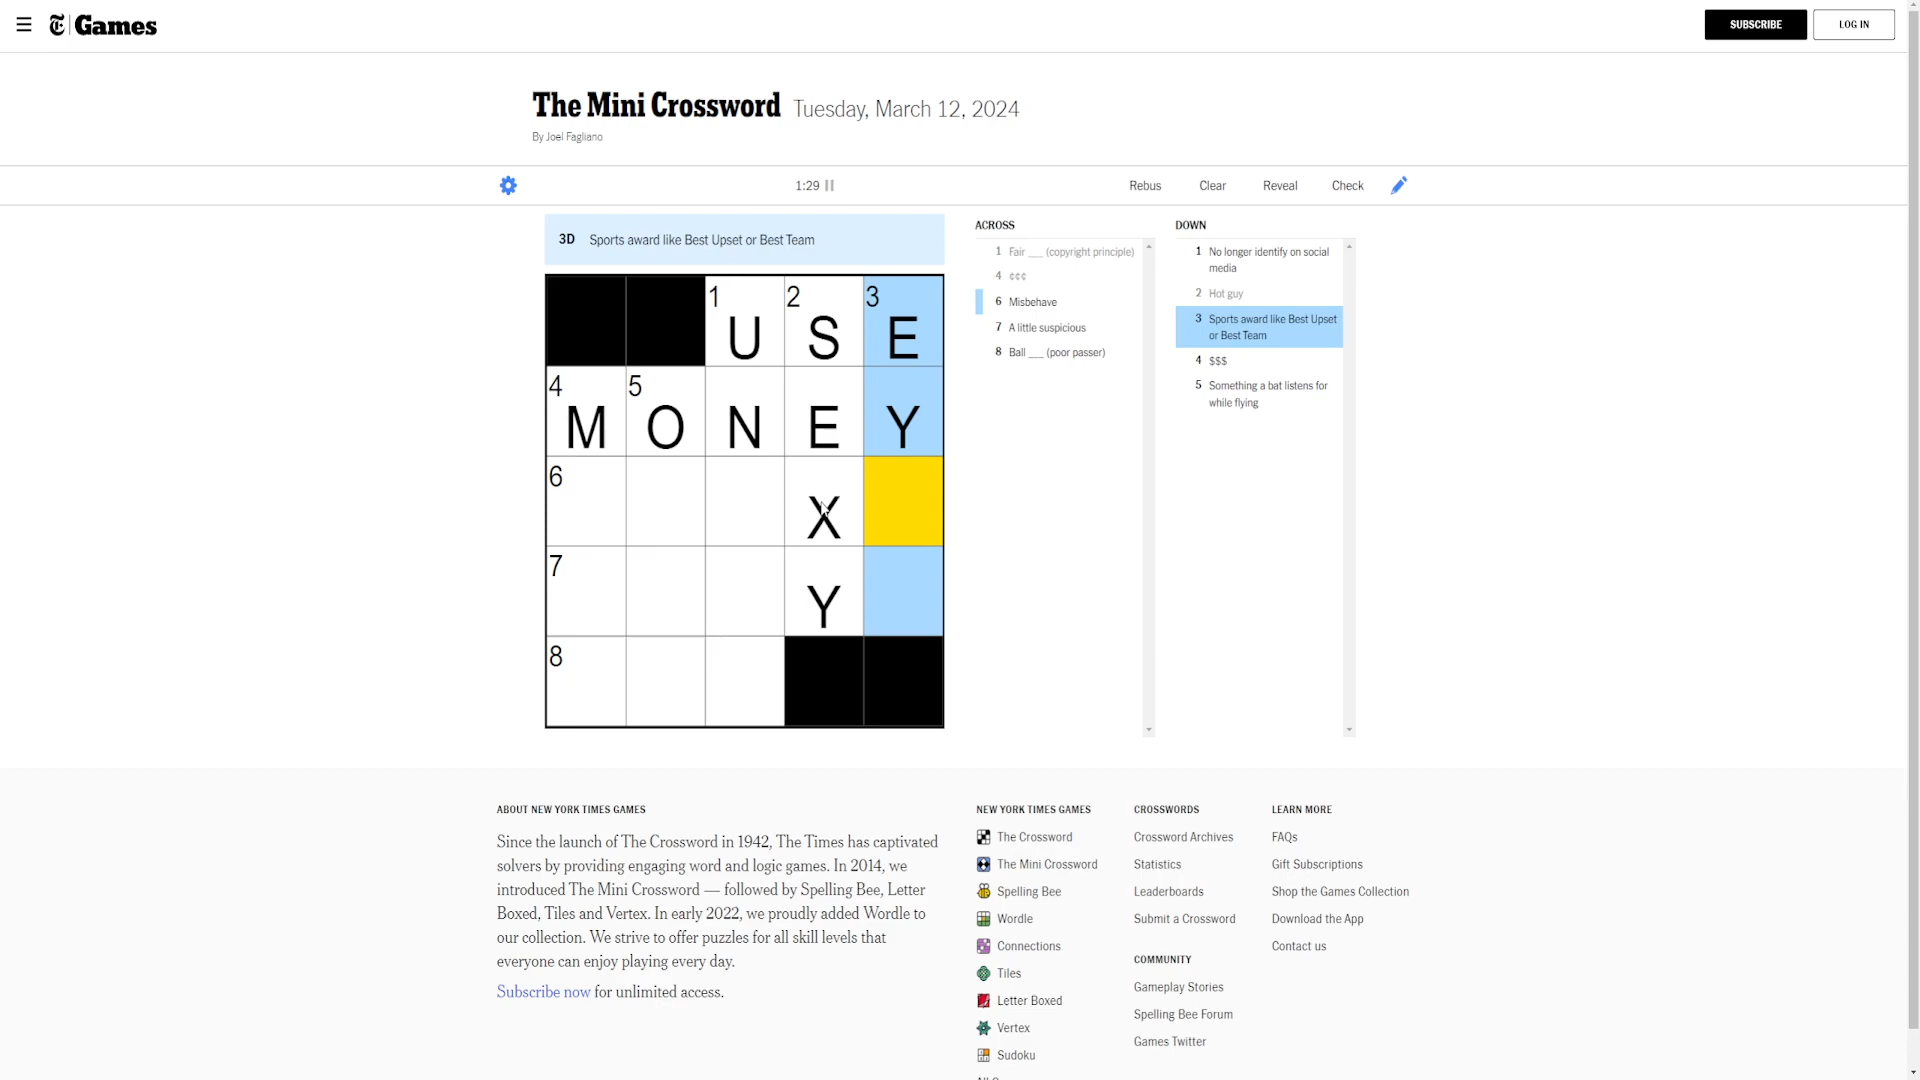 Games
SUBSCRIBE
LOG IN
The Mini Crossword Tuesday, March 12, 2024
By Joel Fagliano
1:29
Rebus
Clear
Reveal
Check
3D Sports award like Best Upset or Best Team
1 U
2 S
3 E
4 M
5 O
N
E
Y
6
X
7
Y
8
ACROSS
1 Fair ___ (copyright principle)
4 ¢¢¢
6 Misbehave
7 A little suspicious
8 Ball ___ (poor passer)
DOWN
1 No longer identify on social
media
2 Hot guy
3 Sports award like Best Upset
or Best Team
4 $$$
5 Something a bat listens for
while flying
ABOUT NEW YORK TIMES GAMES
Since the launch of The Crossword in 1942, The Times has captivated
solvers by providing engaging word and logic games. In 2014, we
introduced The Mini Crossword — followed by Spelling Bee, Letter
Boxed, Tiles and Vertex. In early 2022, we proudly added Wordle to
our collection. We strive to offer puzzles for all skill levels that
everyone can enjoy playing every day.
Subscribe now for unlimited access.
NEW YORK TIMES GAMES
The Crossword
The Mini Crossword
Spelling Bee
Wordle
Connections
Tiles
Letter Boxed
Vertex
Sudoku
CROSSWORDS
Crossword Archives
Statistics
Leaderboards
Submit a Crossword
COMMUNITY
Gameplay Stories
Spelling Bee Forum
Games Twitter
LEARN MORE
FAQs
Gift Subscriptions
Shop the Games Collection
Download the App
Contact us